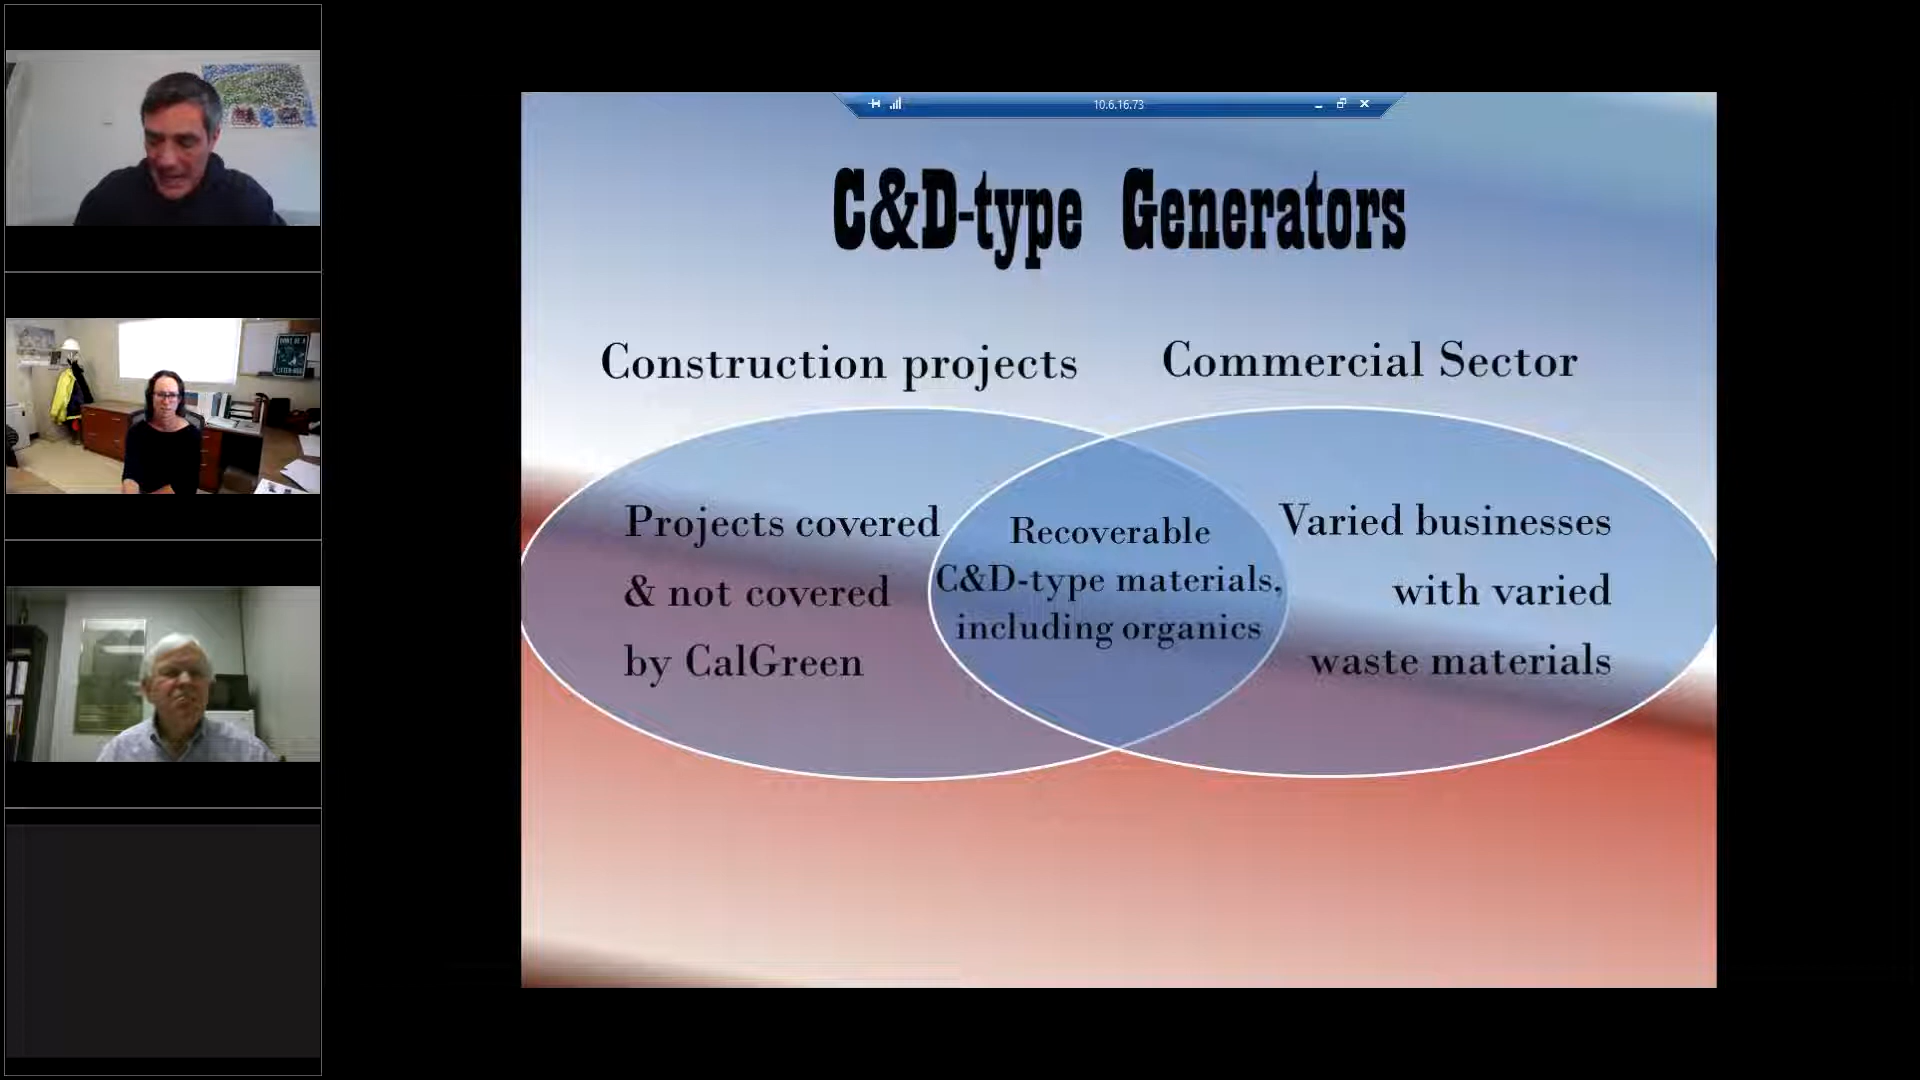 10.6.16.73
C&D-type Generators
Construction projects
Commercial Sector
Projects covered
& not covered
by CalGreen
Recoverable
C&D-type materials,
including organics
Varied businesses
with varied
waste materials